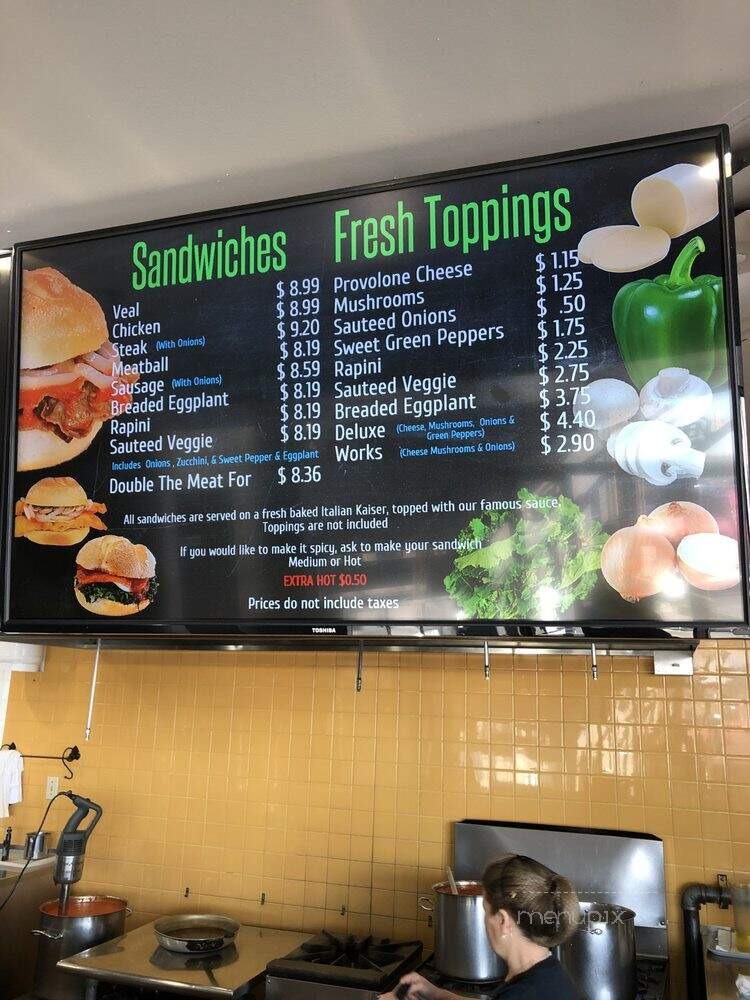 Sandwiches
Veal $ 8.99
Chicken $ 8.99
Steak (With Onions) $ 9.20
Meatball $ 8.19
Sausage (With Onions) $ 8.59
Breaded Eggplant $ 8.19
Rapini $ 8.19
Sauteed Veggie $ 8.19
Includes Onions , Zucchini, & Sweet Pepper & Eggplant
Double The Meat For $ 8.36
Fresh Toppings
Provolone Cheese $ 1.15
Mushrooms $ 1.25
Sauteed Onions $ .50
Sweet Green Peppers $ 1.75
Rapini $ 2.25
Sauteed Veggie $ 2.75
Breaded Eggplant $ 3.75
Deluxe (Cheese, Mushrooms, Onions & $ 4.40
Green Peppers)
Works (Cheese Mushrooms & Onions) $ 2.90
All sandwiches are served on a fresh baked Italian Kaiser, topped with our famous sauce.
Toppings are not included
If you would like to make it spicy, ask to make your sandwich
Medium or Hot
EXTRA HOT $0.50
Prices do not include taxes
TOSHIBA
menupix